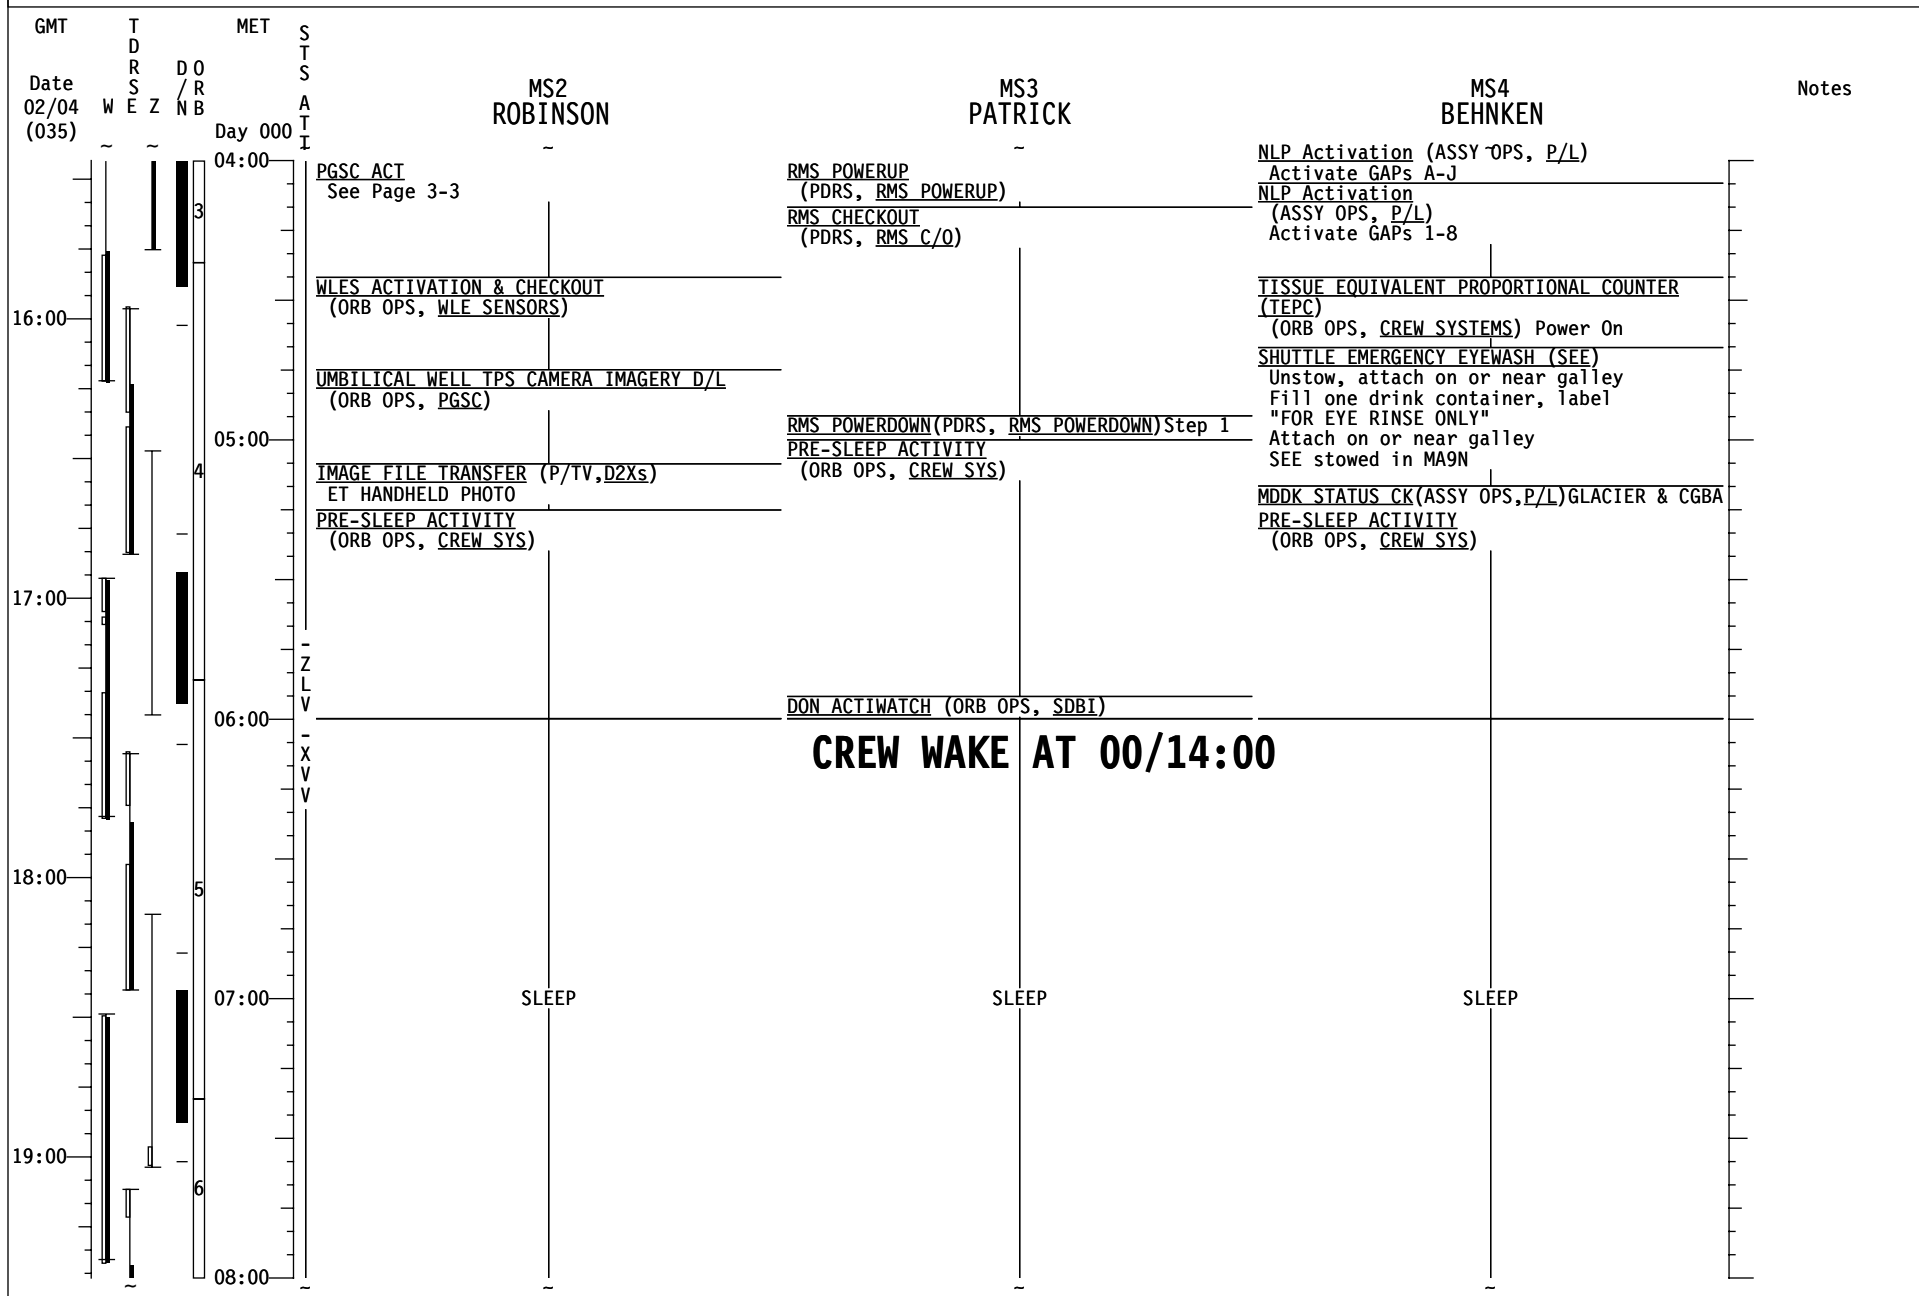 GMT
TDRS
MET
STS ATT
Date
02/04
(035)
W E Z
D/N
ORB
Day 000
MS2
ROBINSON
MS3
PATRICK
MS4
BEHNKEN
Notes
~ ~ ~ ~ ~
04:00
PGSC ACT
See Page 3-3
RMS POWERUP
(PDRS, RMS POWERUP)
RMS CHECKOUT
(PDRS, RMS C/O)
NLP Activation (ASSY OPS, P/L)
Activate GAPs A-J
NLP Activation
(ASSY OPS, P/L)
Activate GAPs 1-8
3
WLES ACTIVATION & CHECKOUT
(ORB OPS, WLE SENSORS)
TISSUE EQUIVALENT PROPORTIONAL COUNTER
(TEPC)
(ORB OPS, CREW SYSTEMS) Power On
16:00
SHUTTLE EMERGENCY EYEWASH (SEE)
Unstow, attach on or near galley
Fill one drink container, label
"FOR EYE RINSE ONLY"
Attach on or near galley
SEE stowed in MA9N
UMBILICAL WELL TPS CAMERA IMAGERY D/L
(ORB OPS, PGSC)
RMS POWERDOWN(PDRS, RMS POWERDOWN)Step 1
05:00
PRE-SLEEP ACTIVITY
(ORB OPS, CREW SYS)
4
IMAGE FILE TRANSFER (P/TV,D2Xs)
ET HANDHELD PHOTO
MDDK STATUS CK(ASSY OPS,P/L)GLACIER & CGBA
PRE-SLEEP ACTIVITY
(ORB OPS, CREW SYS)
PRE-SLEEP ACTIVITY
(ORB OPS, CREW SYS)
17:00
-ZLV
DON ACTIWATCH (ORB OPS, SDBI)
06:00
-XVV
CREW WAKE AT 00/14:00
18:00
5
07:00
SLEEP
SLEEP
SLEEP
19:00
6
08:00
~ ~ ~ ~ ~